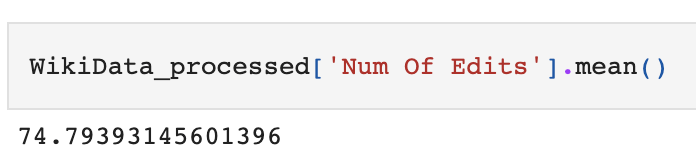 WikiData_processed['Num Of Edits'].mean()
74.79393145601396